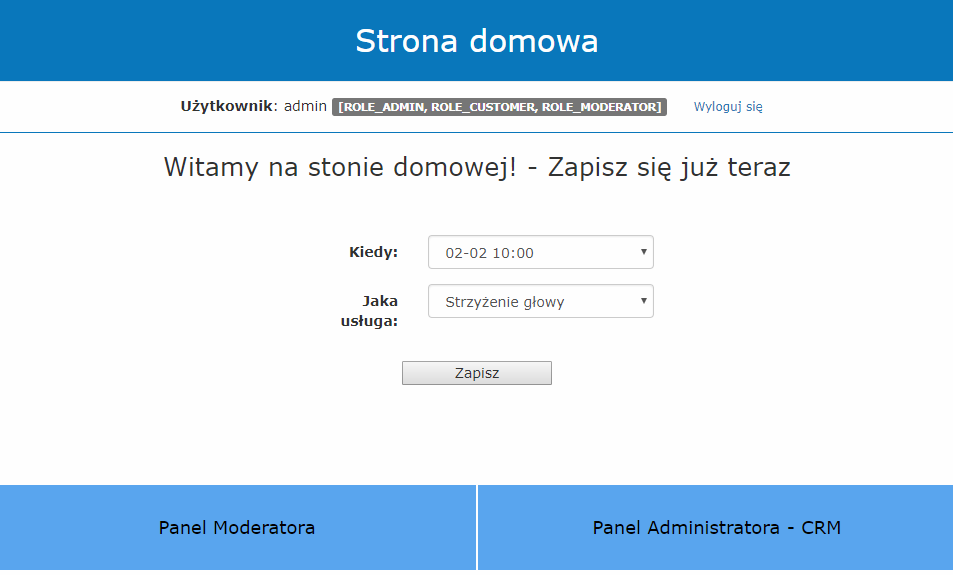 Strona domowa
Użytkownik: admin [ROLE_ADMIN, ROLE_CUSTOMER, ROLE_MODERATOR] Wyloguj się
Witamy na stonie domowej! - Zapisz się już teraz
Kiedy: 02-02 10:00
Jaka usługa: Strzyżenie głowy
Zapisz
Panel Moderatora Panel Administratora - CRM